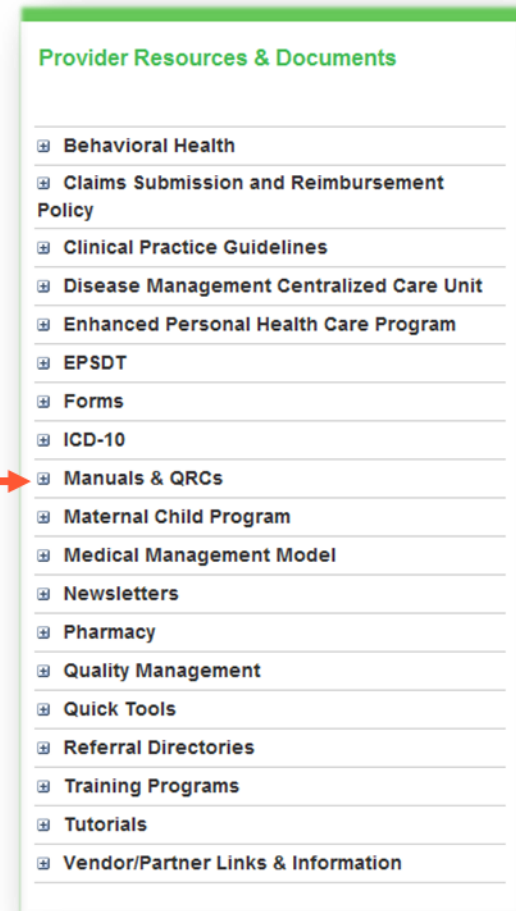 Provider Resources & Documents
Behavioral Health
Claims Submission and Reimbursement
Policy
Clinical Practice Guidelines
Disease Management Centralized Care Unit
Enhanced Personal Health Care Program
EPSDT
Forms
ICD-10
Manuals & QRCs
Maternal Child Program
Medical Management Model
Newsletters
Pharmacy
Quality Management
Quick Tools
Referral Directories
Training Programs
Tutorials
Vendor/Partner Links & Information